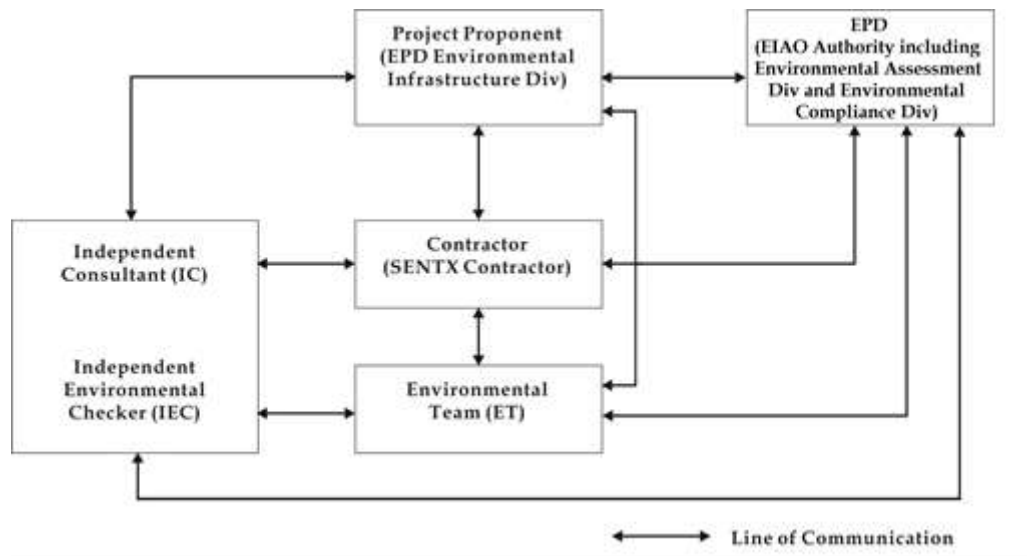 Project Proponent
(EPD Environmental
Infrastructure Div)
EPD
(EIAO Authority including
Environmental Assessment
Div and Environmental
Compliance Div)
Independent
Consultant (IC)
Contractor
(SENTX Contractor)
Independent
Environmental
Checker (IEC)
Environmental
Team (ET)
Line of Communication